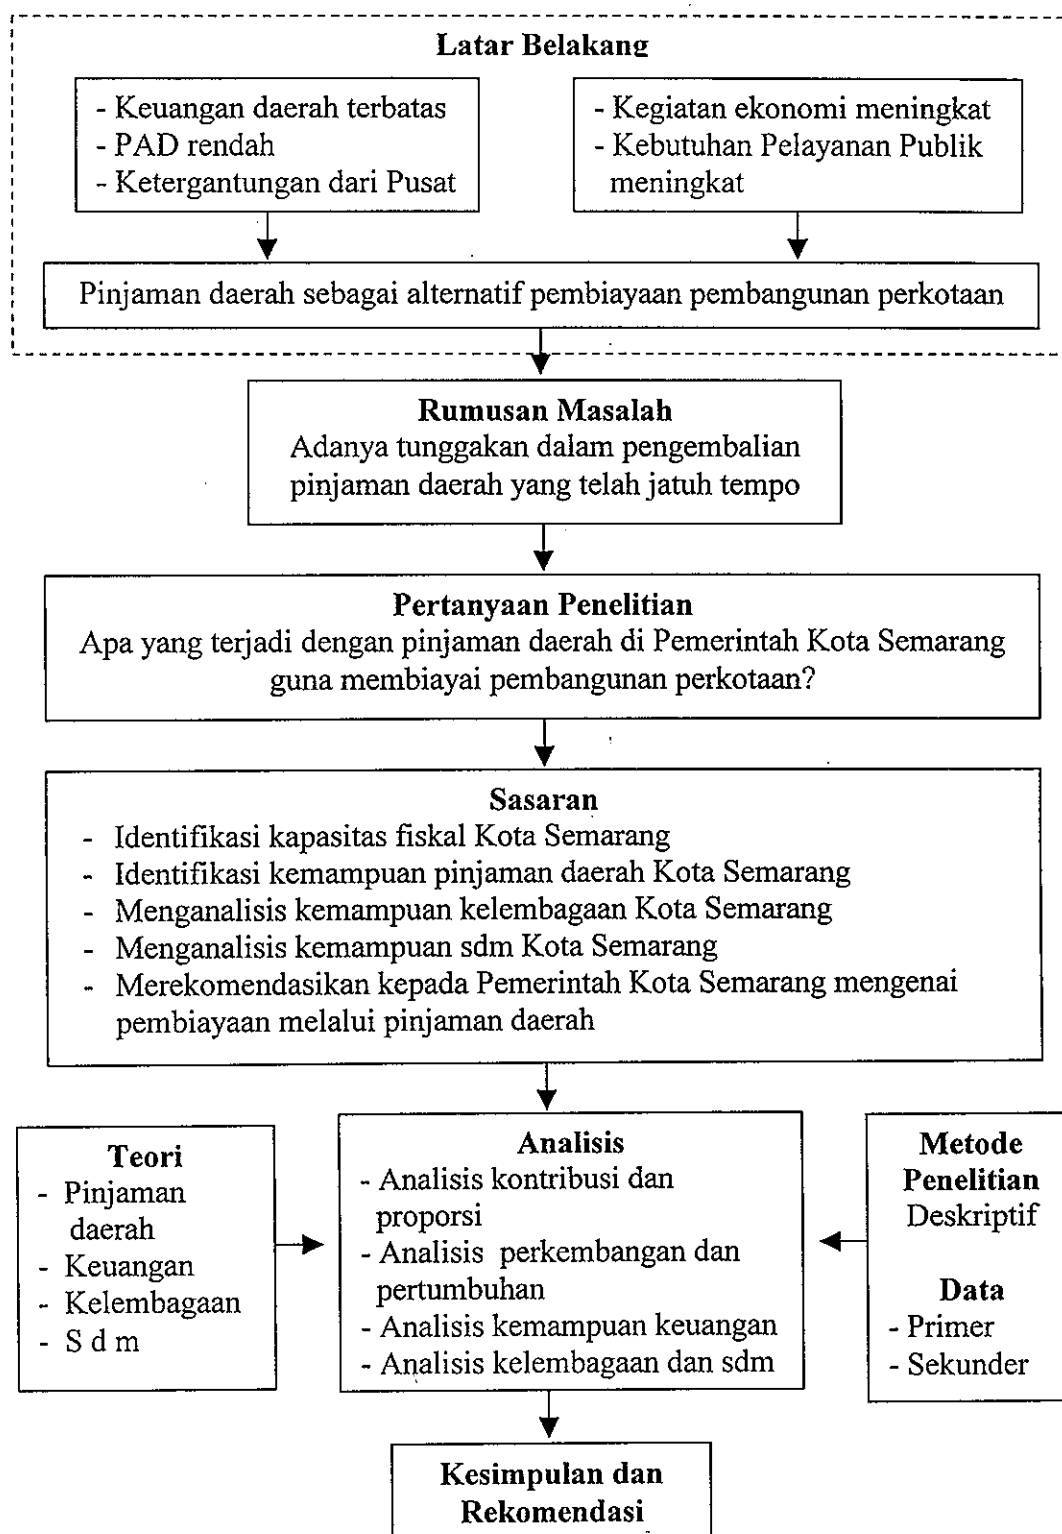 Latar Belakang
- Keuangan daerah terbatas
- PAD rendah
- Ketergantungan dari Pusat
- Kegiatan ekonomi meningkat
- Kebutuhan Pelayanan Publik
meningkat
Pinjaman daerah sebagai alternatif pembiayaan pembangunan perkotaan
Rumusan Masalah
Adanya tunggakan dalam pengembalian
pinjaman daerah yang telah jatuh tempo
Pertanyaan Penelitian
Apa yang terjadi dengan pinjaman daerah di Pemerintah Kota Semarang
guna membiayai pembangunan perkotaan?
Sasaran
- Identifikasi kapasitas fiskal Kota Semarang
- Identifikasi kemampuan pinjaman daerah Kota Semarang
- Menganalisis kemampuan kelembagaan Kota Semarang
- Menganalisis kemampuan sdm Kota Semarang
- Merekomendasikan kepada Pemerintah Kota Semarang mengenai
pembiayaan melalui pinjaman daerah
Teori
- Pinjaman
daerah
- Keuangan
- Kelembagaan
- S d m
Analisis
- Analisis kontribusi dan
proporsi
- Analisis perkembangan dan
pertumbuhan
- Analisis kemampuan keuangan
- Analisis kelembagaan dan sdm
Metode
Penelitian
Deskriptif
Data
- Primer
- Sekunder
Kesimpulan dan
Rekomendasi